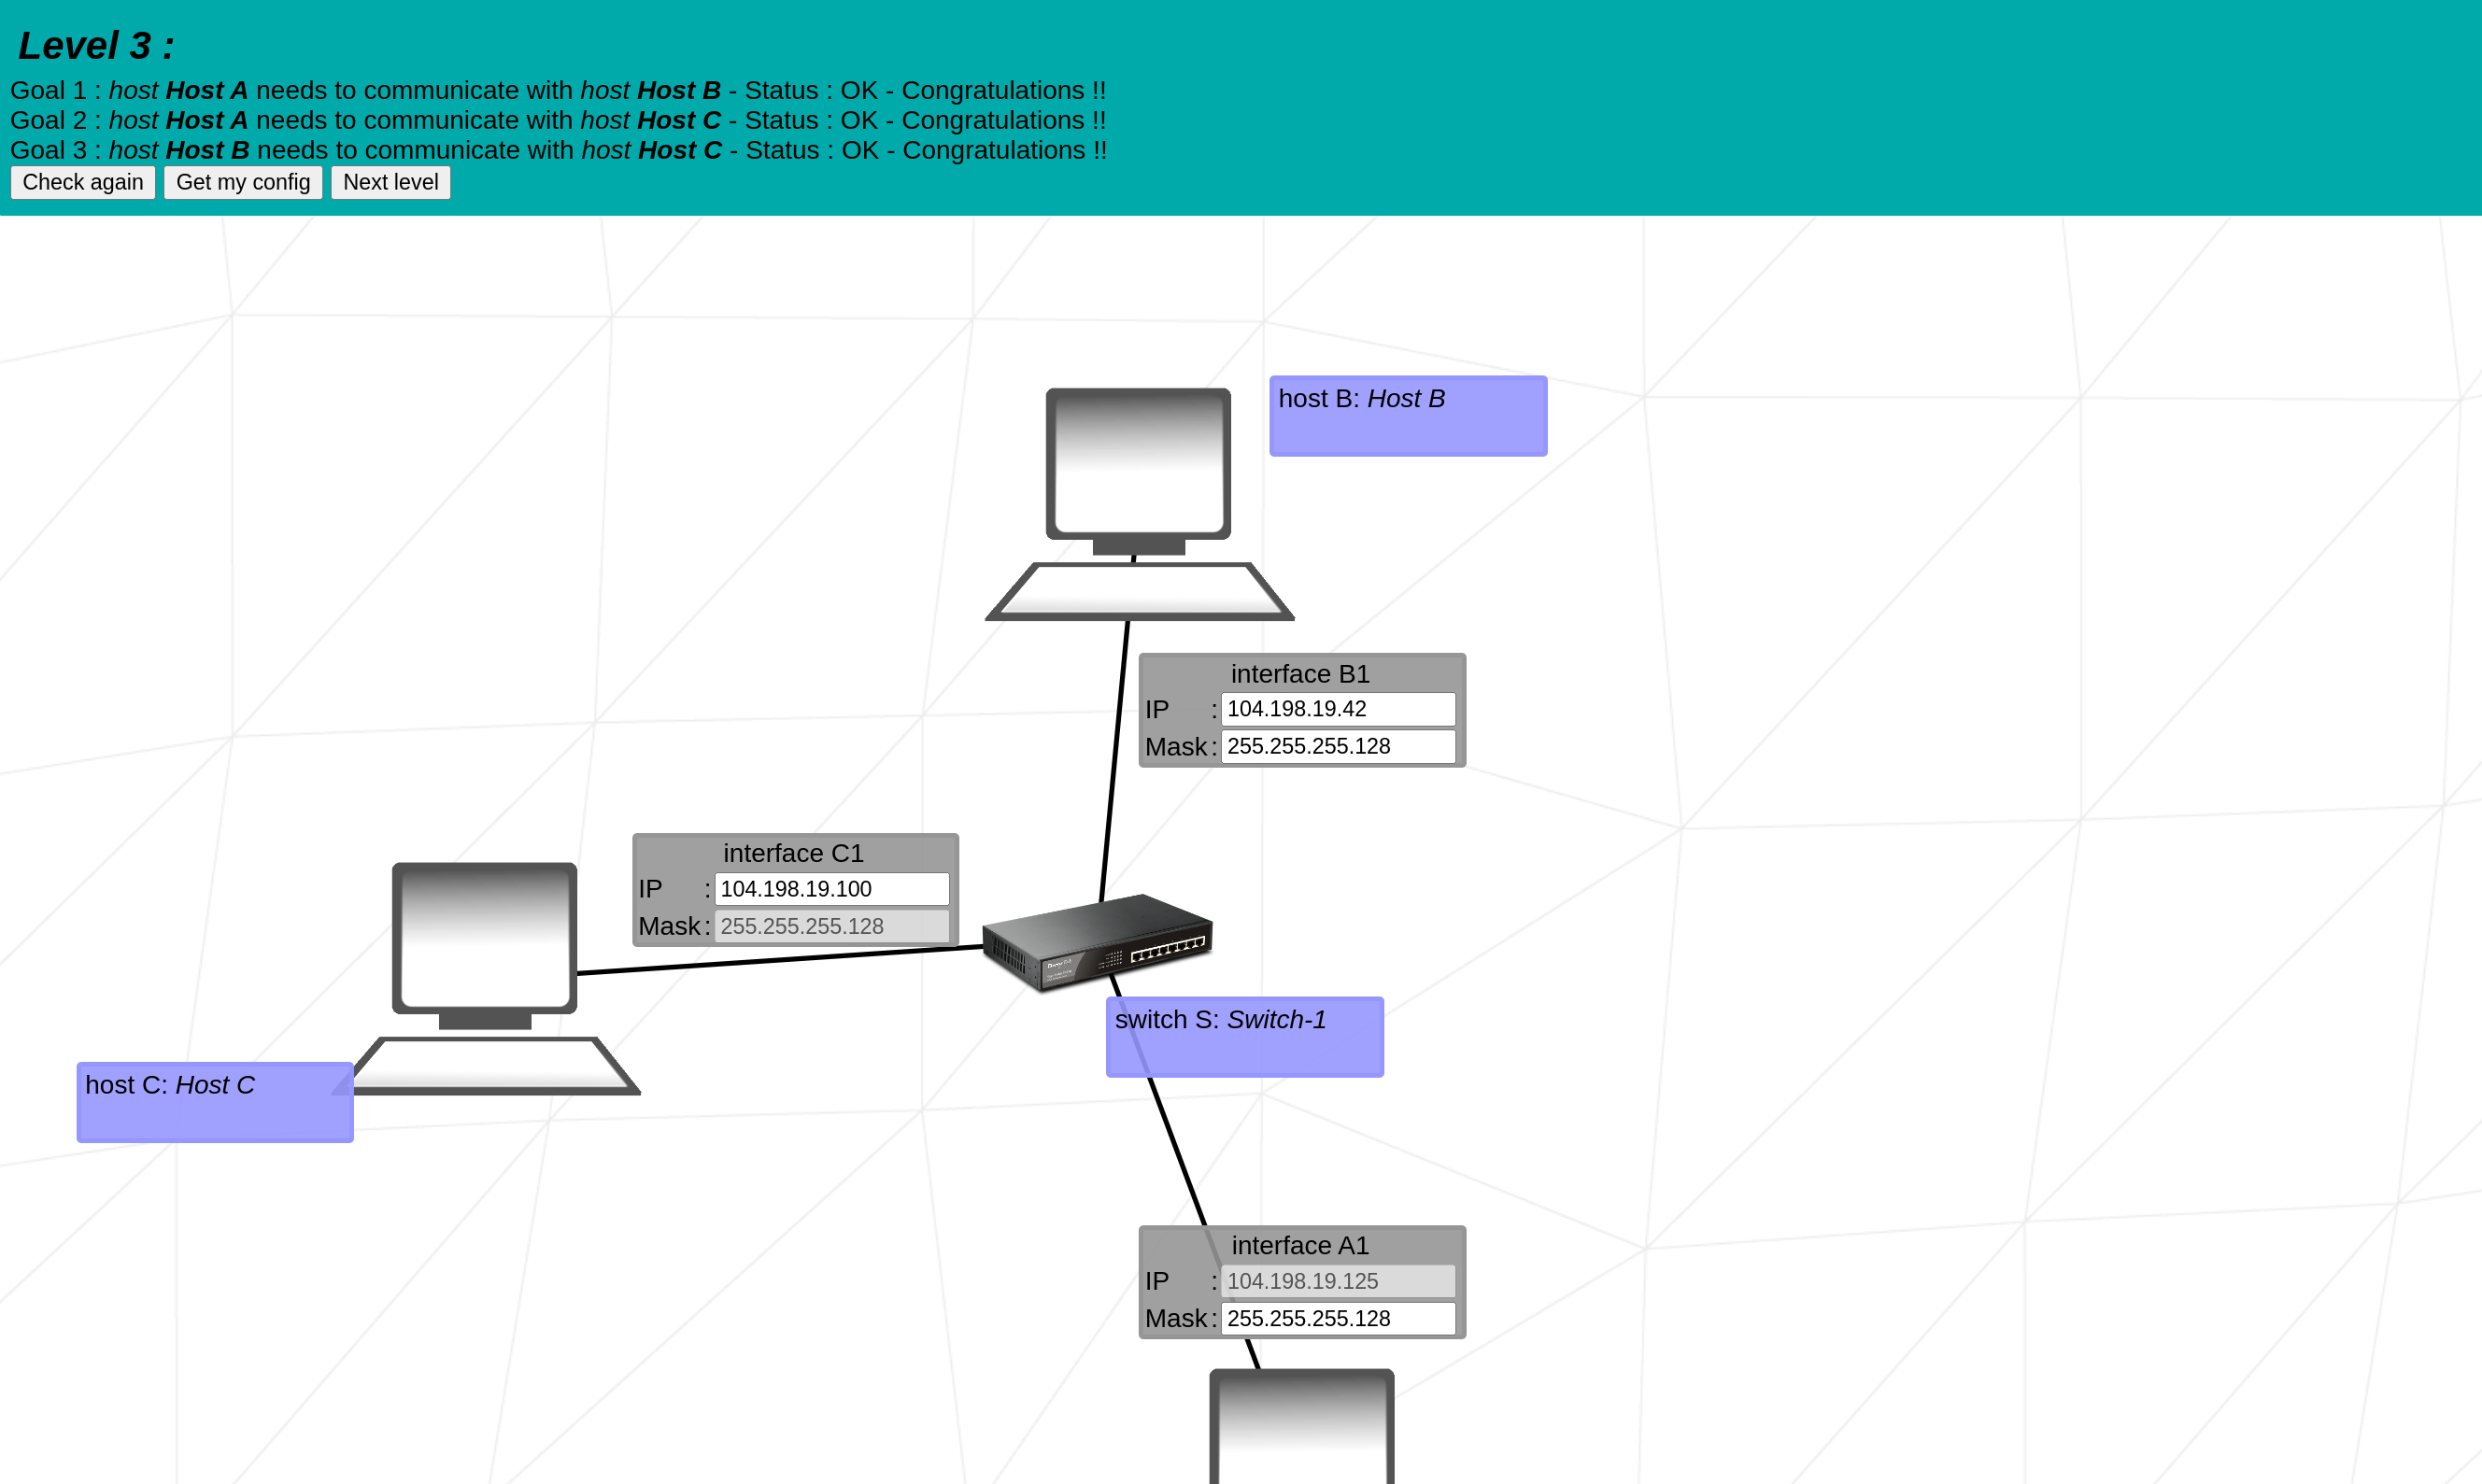 Level 3 :
Goal 1 : host Host A needs to communicate with host Host B - Status : OK - Congratulations !!
Goal 2 : host Host A needs to communicate with host Host C - Status : OK - Congratulations !!
Goal 3 : host Host B needs to communicate with host Host C - Status : OK - Congratulations !!
Check again Get my config Next level
host B: Host B
interface B1
IP : 104.198.19.42
Mask : 255.255.255.128
interface C1
IP : 104.198.19.100
Mask : 255.255.255.128
switch S: Switch-1
host C: Host C
interface A1
IP : 104.198.19.125
Mask : 255.255.255.128